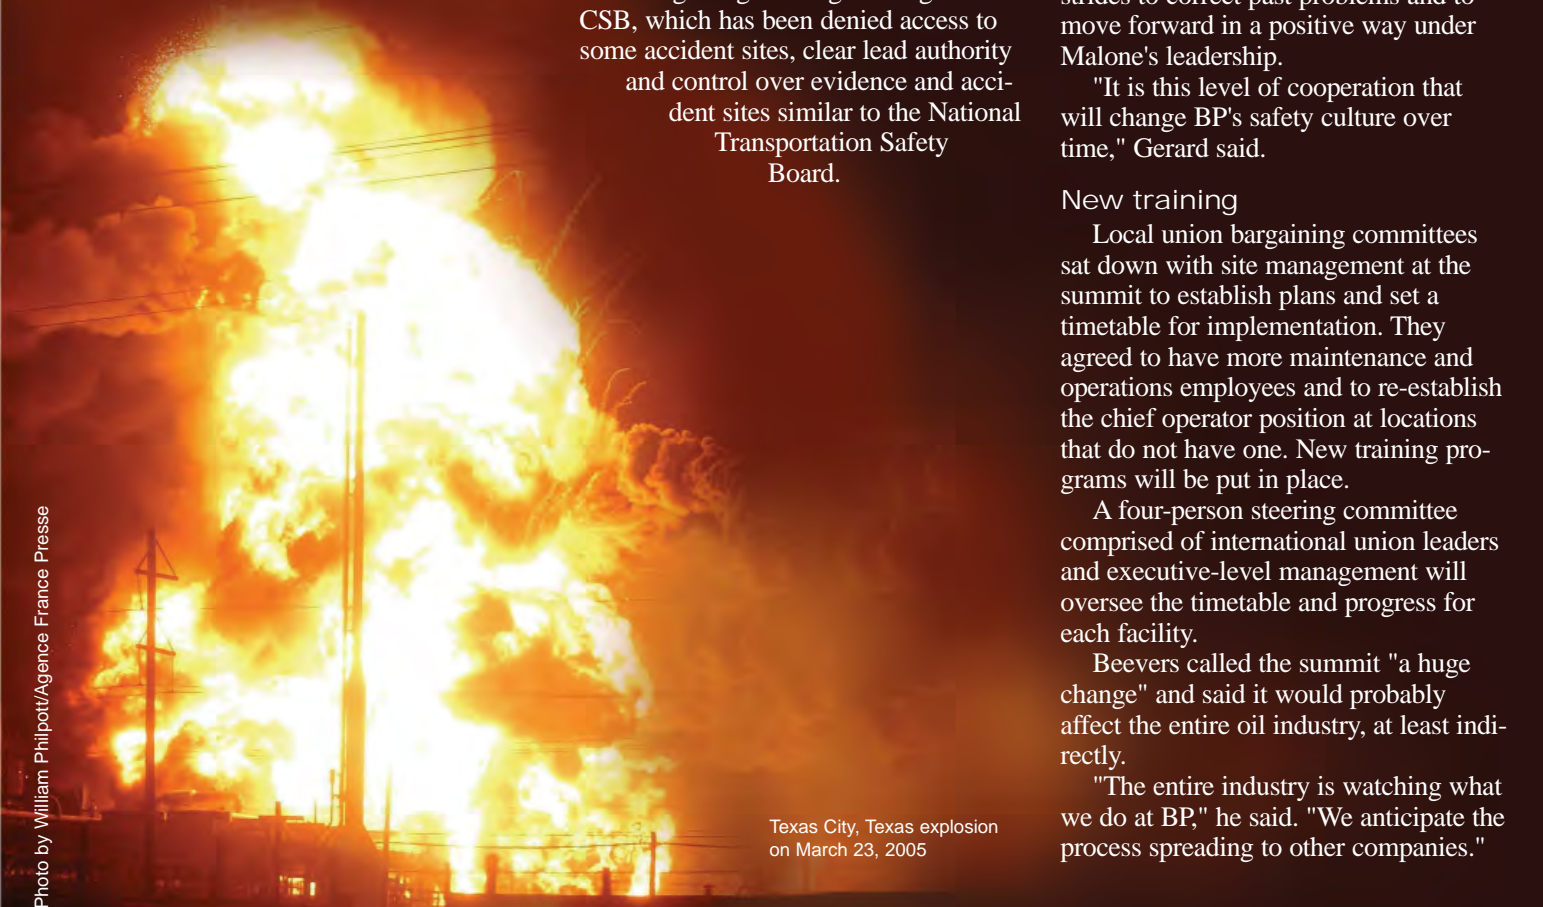 CSB, which has been denied access to
some accident sites, clear lead authority
and control over evidence and acci-
dent sites similar to the National
Transportation Safety
Board.
strides to correct past problems and to
move forward in a positive way under
Malone's leadership.
"It is this level of cooperation that
will change BP's safety culture over
time," Gerard said.
New training
Local union bargaining committees
sat down with site management at the
summit to establish plans and set a
timetable for implementation. They
agreed to have more maintenance and
operations employees and to re-establish
the chief operator position at locations
that do not have one. New training pro-
grams will be put in place.
A four-person steering committee
comprised of international union leaders
and executive-level management will
oversee the timetable and progress for
each facility.
Beevers called the summit "a huge
change" and said it would probably
affect the entire oil industry, at least indi-
rectly.
"The entire industry is watching what
we do at BP," he said. "We anticipate the
process spreading to other companies."
Texas City, Texas explosion
on March 23, 2005
Photo by William Philpott/Agence France Presse